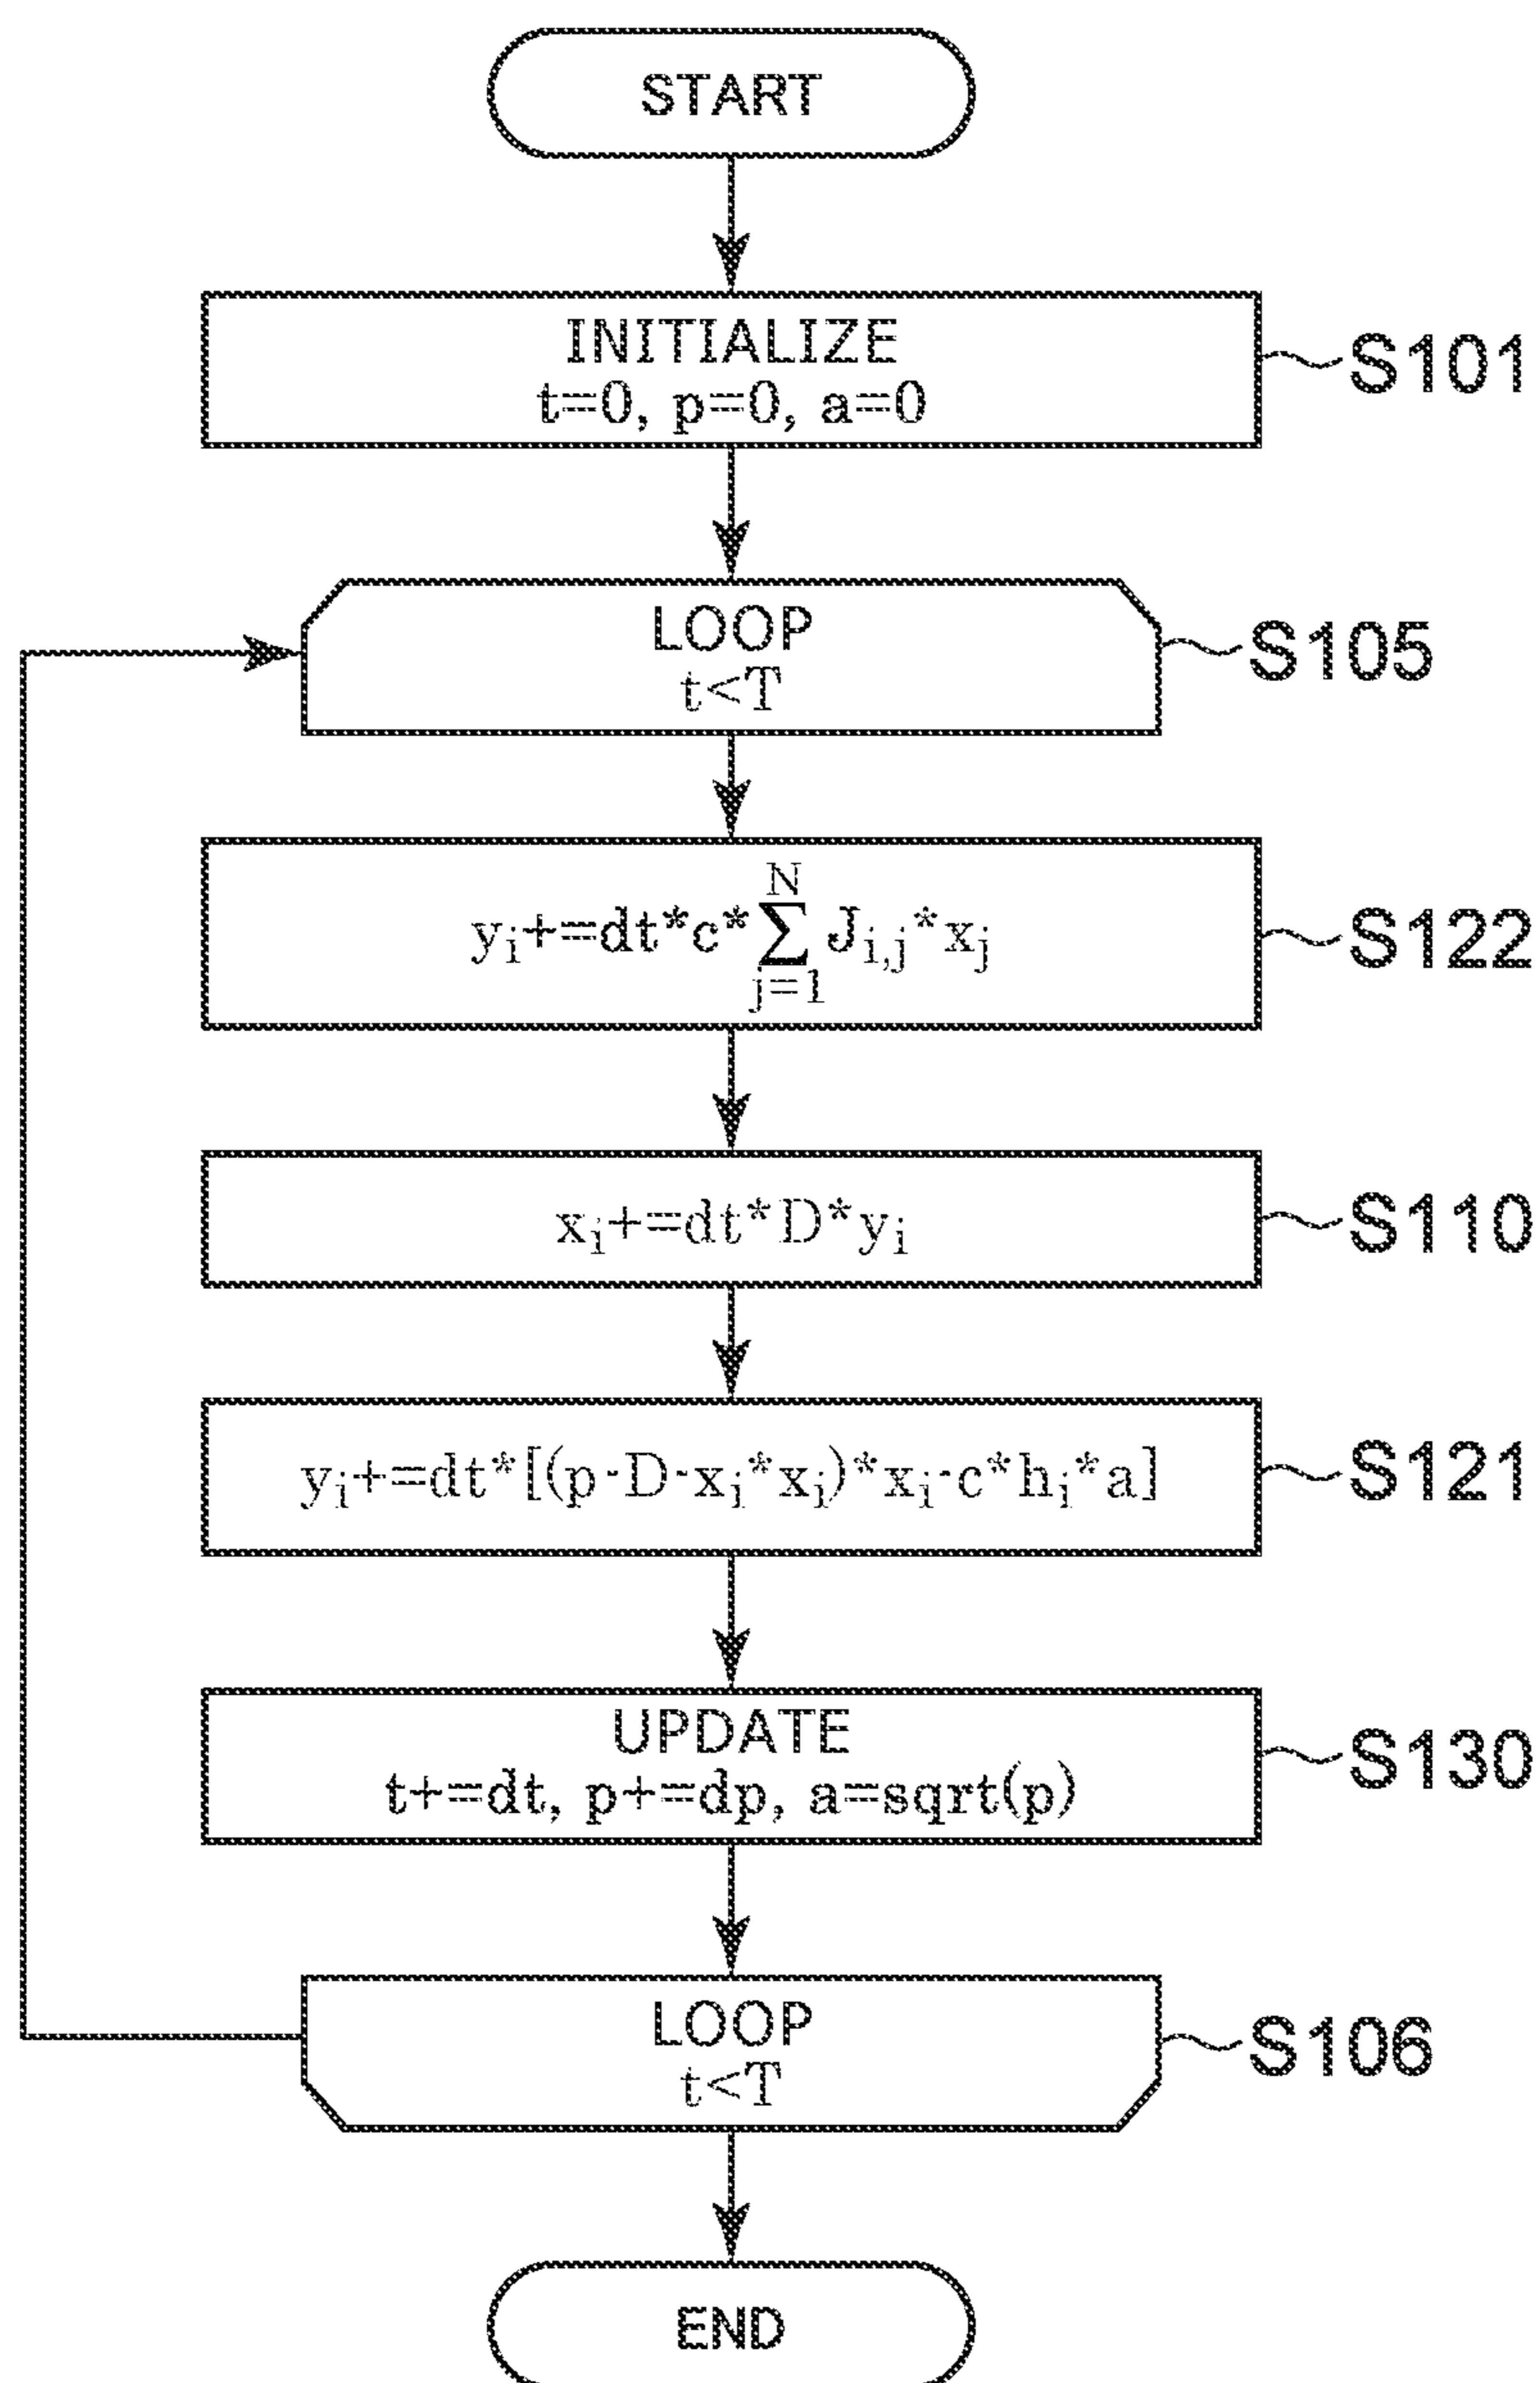 START
INITIALIZE
t=0, p=0, a=0
S101
LOOP
t<T
S105
N
yi+=dt*c*∑Ji,j*xj
j=1
S122
xi+=dt*D*yi
S110
yi+=dt*[(p-D-xi*xi)*xi-c*hi*a]
S121
UPDATE
t+=dt, p+=dp, a=sqrt(p)
S130
LOOP
t<T
S106
END